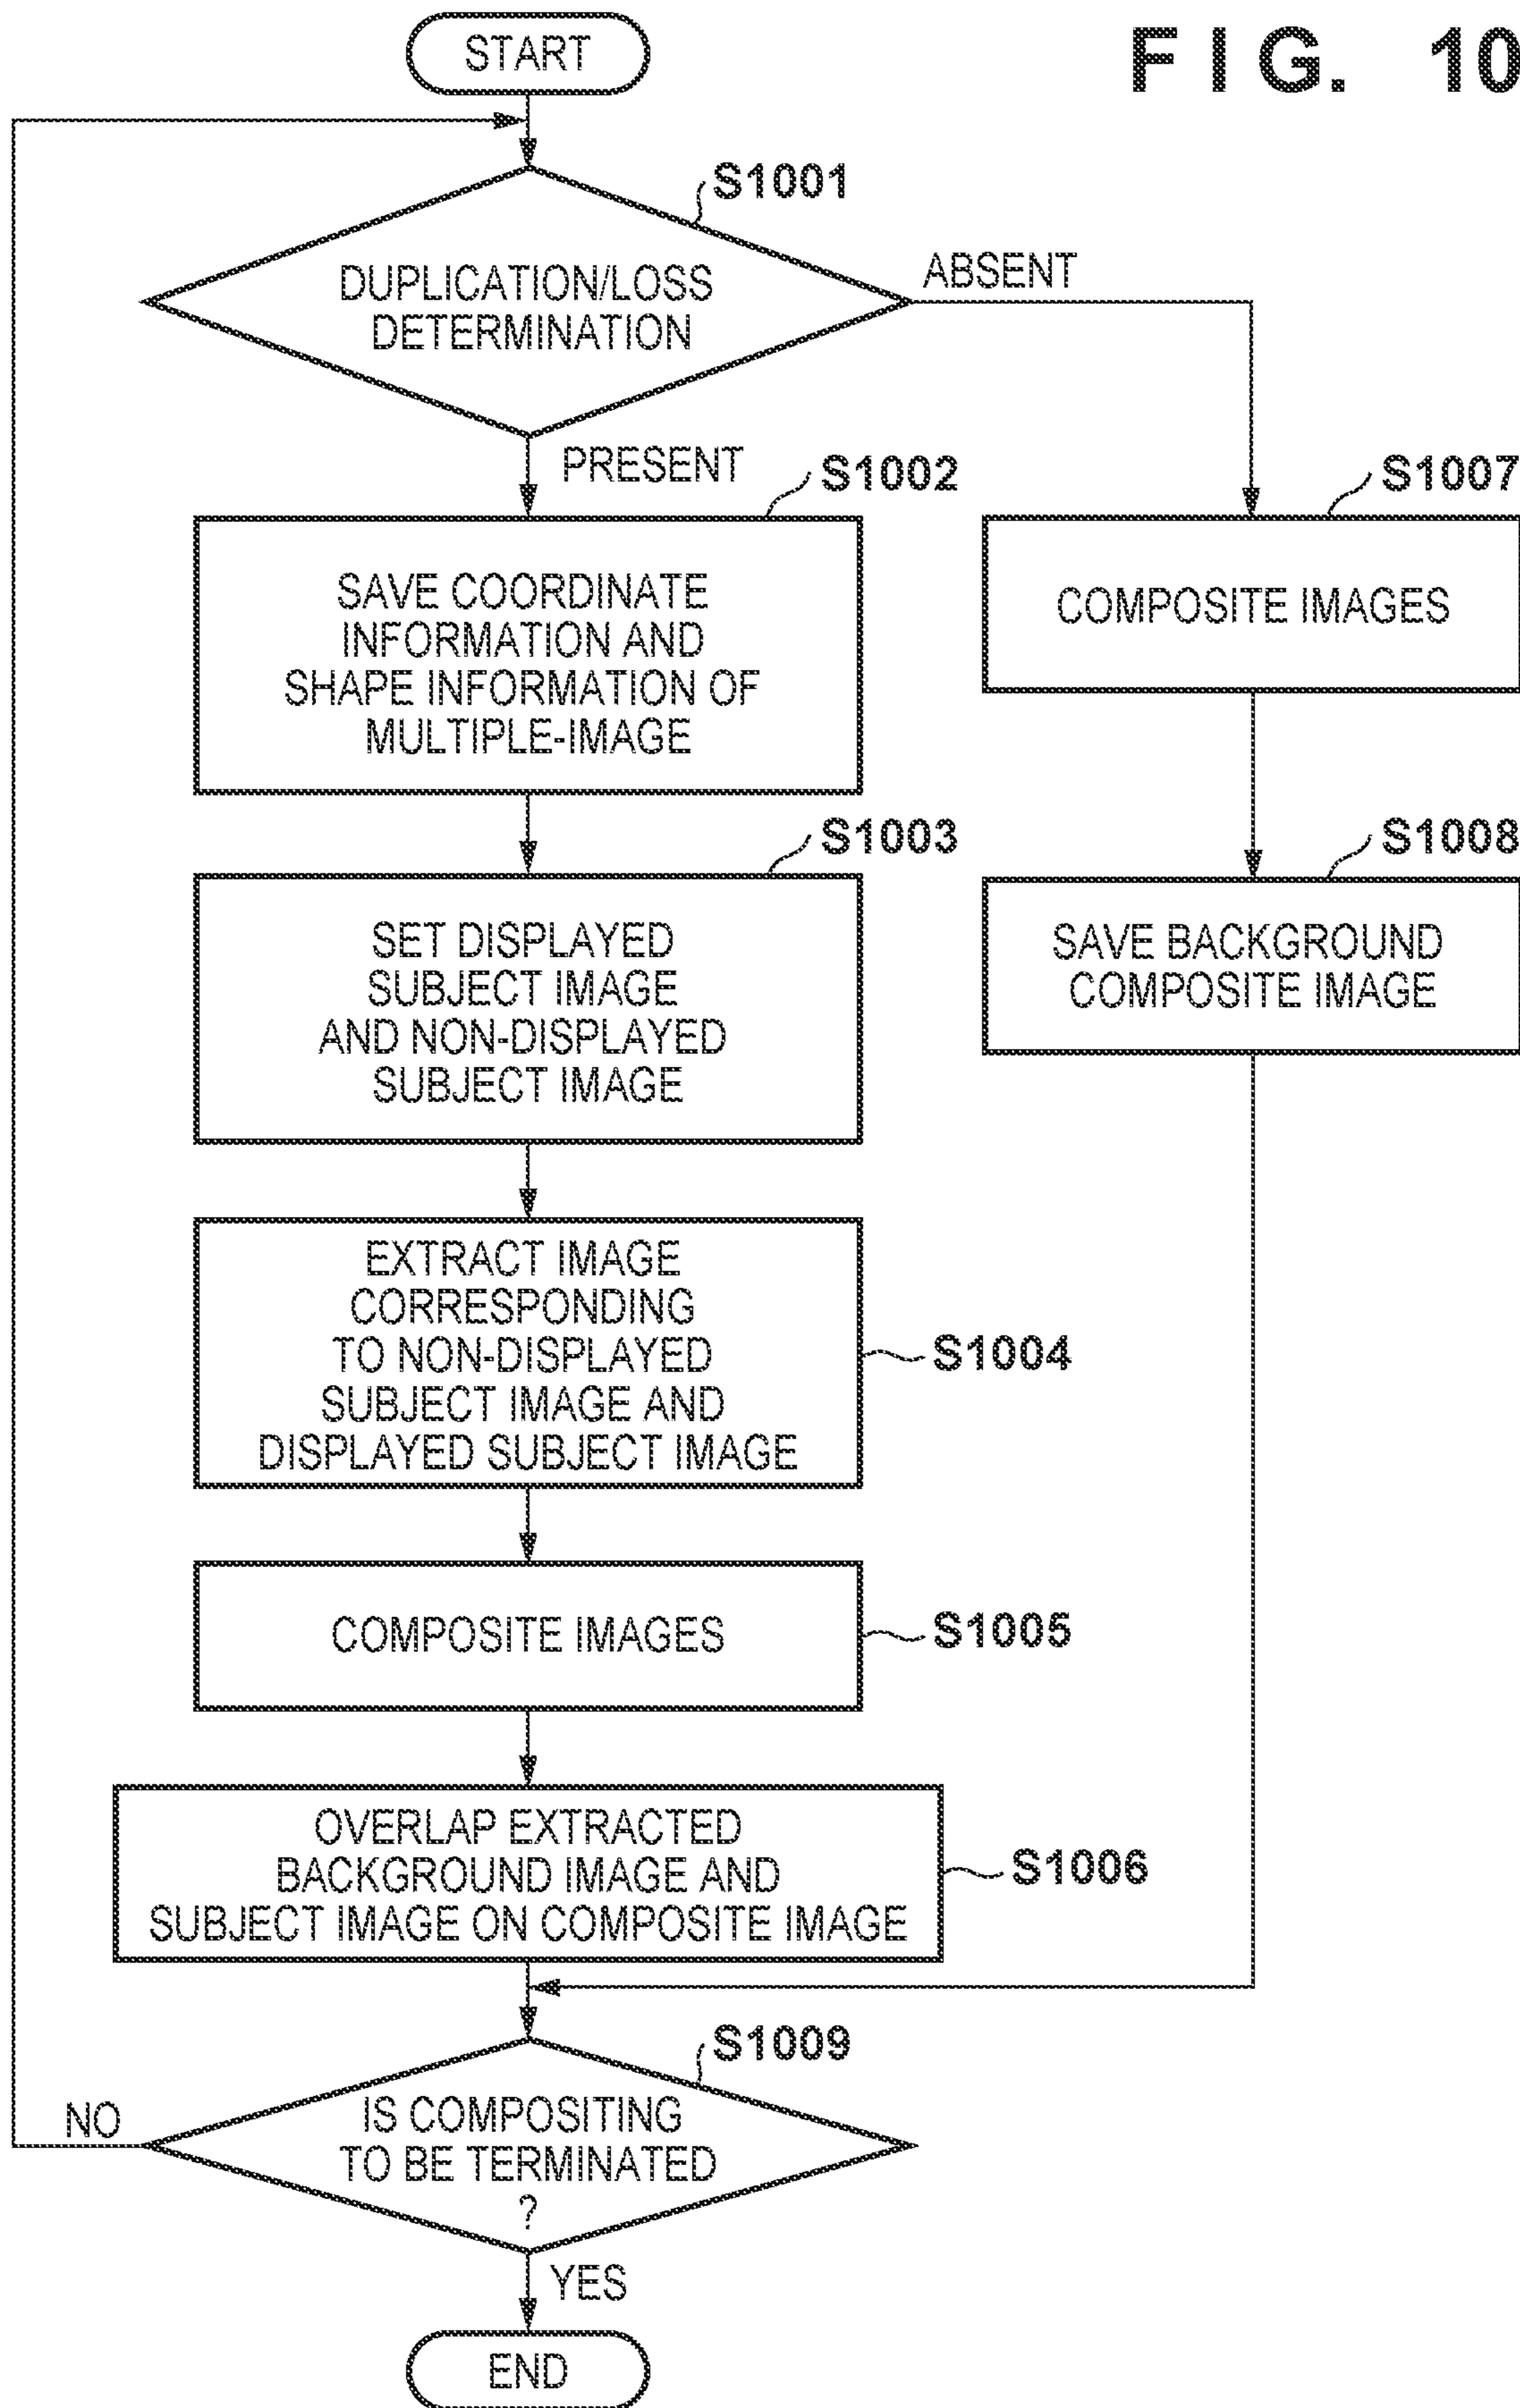 FIG. 10
START
S1001
DUPLICATION/LOSS
DETERMINATION
ABSENT
PRESENT
S1002
SAVE COORDINATE
INFORMATION AND
SHAPE INFORMATION OF
MULTIPLE-IMAGE
S1007
COMPOSITE IMAGES
S1003
SET DISPLAYED
SUBJECT IMAGE
AND NON-DISPLAYED
SUBJECT IMAGE
S1008
SAVE BACKGROUND
COMPOSITE IMAGE
EXTRACT IMAGE
CORRESPONDING
TO NON-DISPLAYED
SUBJECT IMAGE AND
DISPLAYED SUBJECT IMAGE
S1004
COMPOSITE IMAGES
S1005
OVERLAP EXTRACTED
BACKGROUND IMAGE AND
SUBJECT IMAGE ON COMPOSITE IMAGE
S1006
S1009
IS COMPOSITING
TO BE TERMINATED
?
NO
YES
END